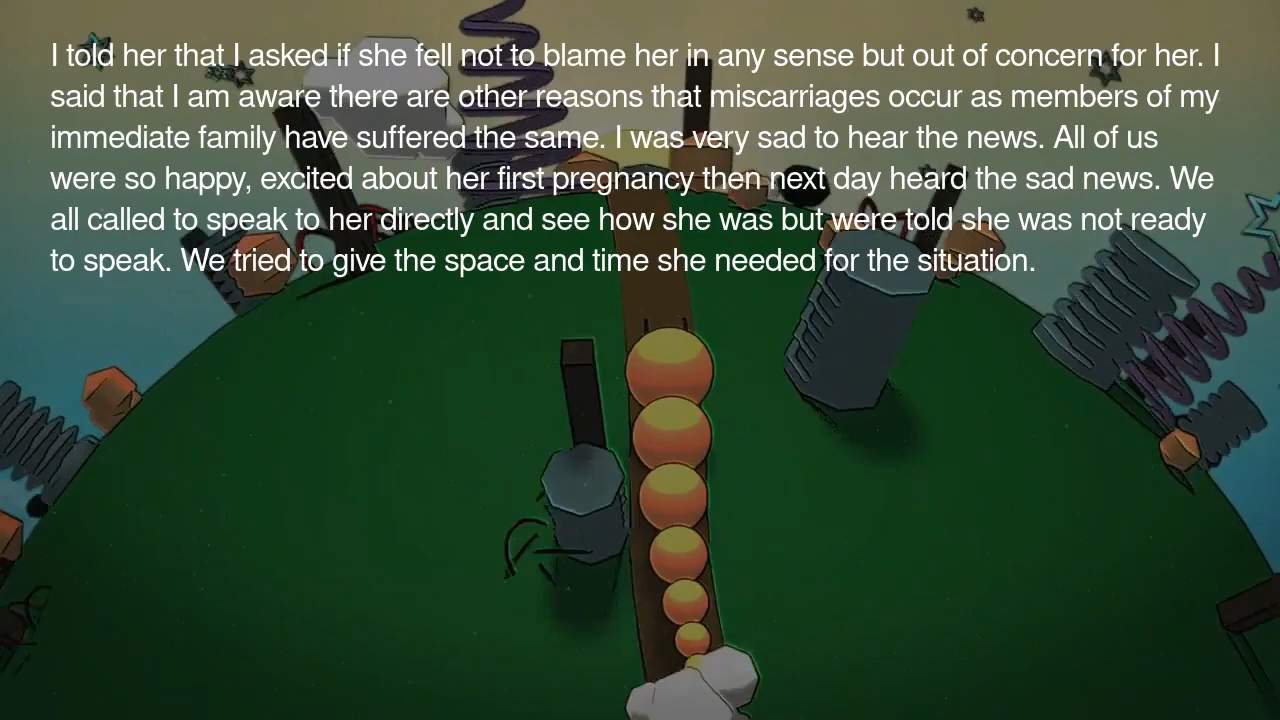 I told her that I asked if she fell not to blame her in any sense but out of concern for her. I
said that I am aware there are other reasons that miscarriages occur as members of my
immediate family have suffered the same. I was very sad to hear the news. All of us
were so happy, excited about her first pregnancy then next day heard the sad news. We
all called to speak to her directly and see how she was but were told she was not ready
to speak. We tried to give the space and time she needed for the situation.